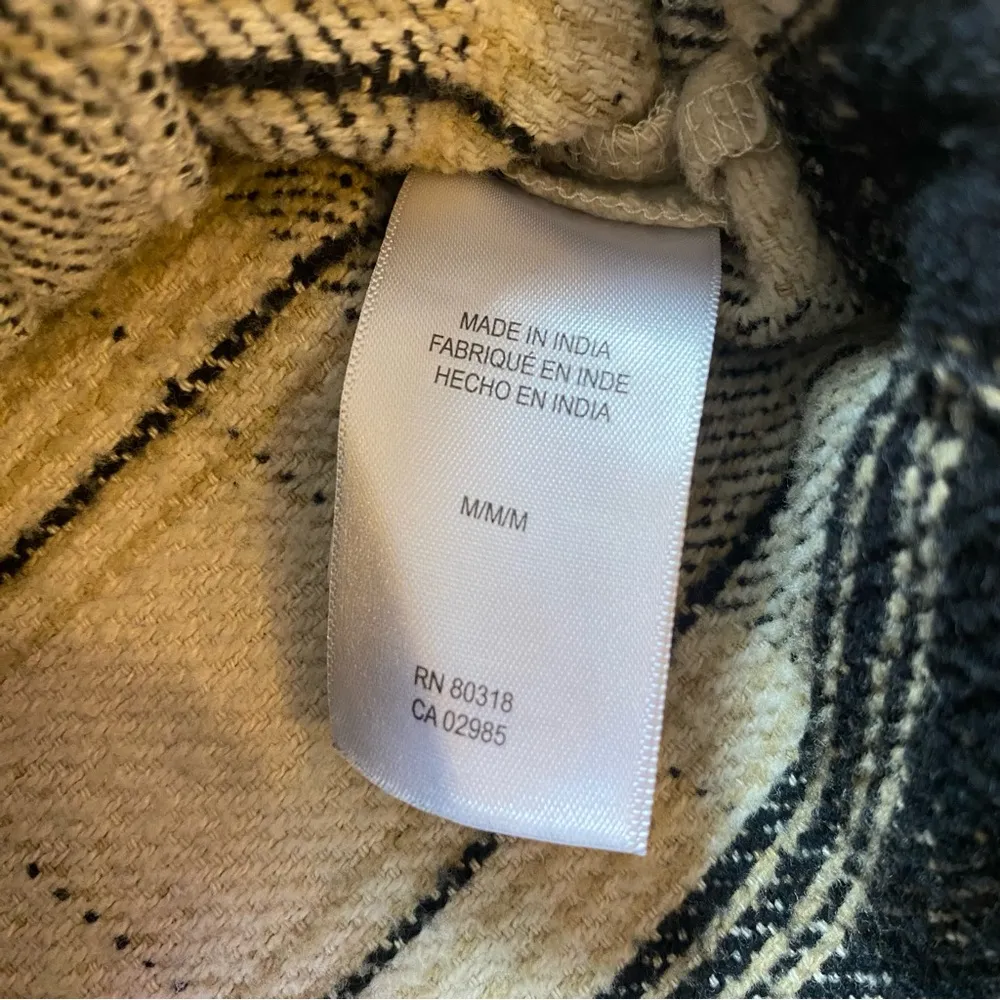 MADE IN INDIA
FABRIQUÉ EN INDE
HECHO EN INDIA
M/M/M
RN 80318
CA 02985